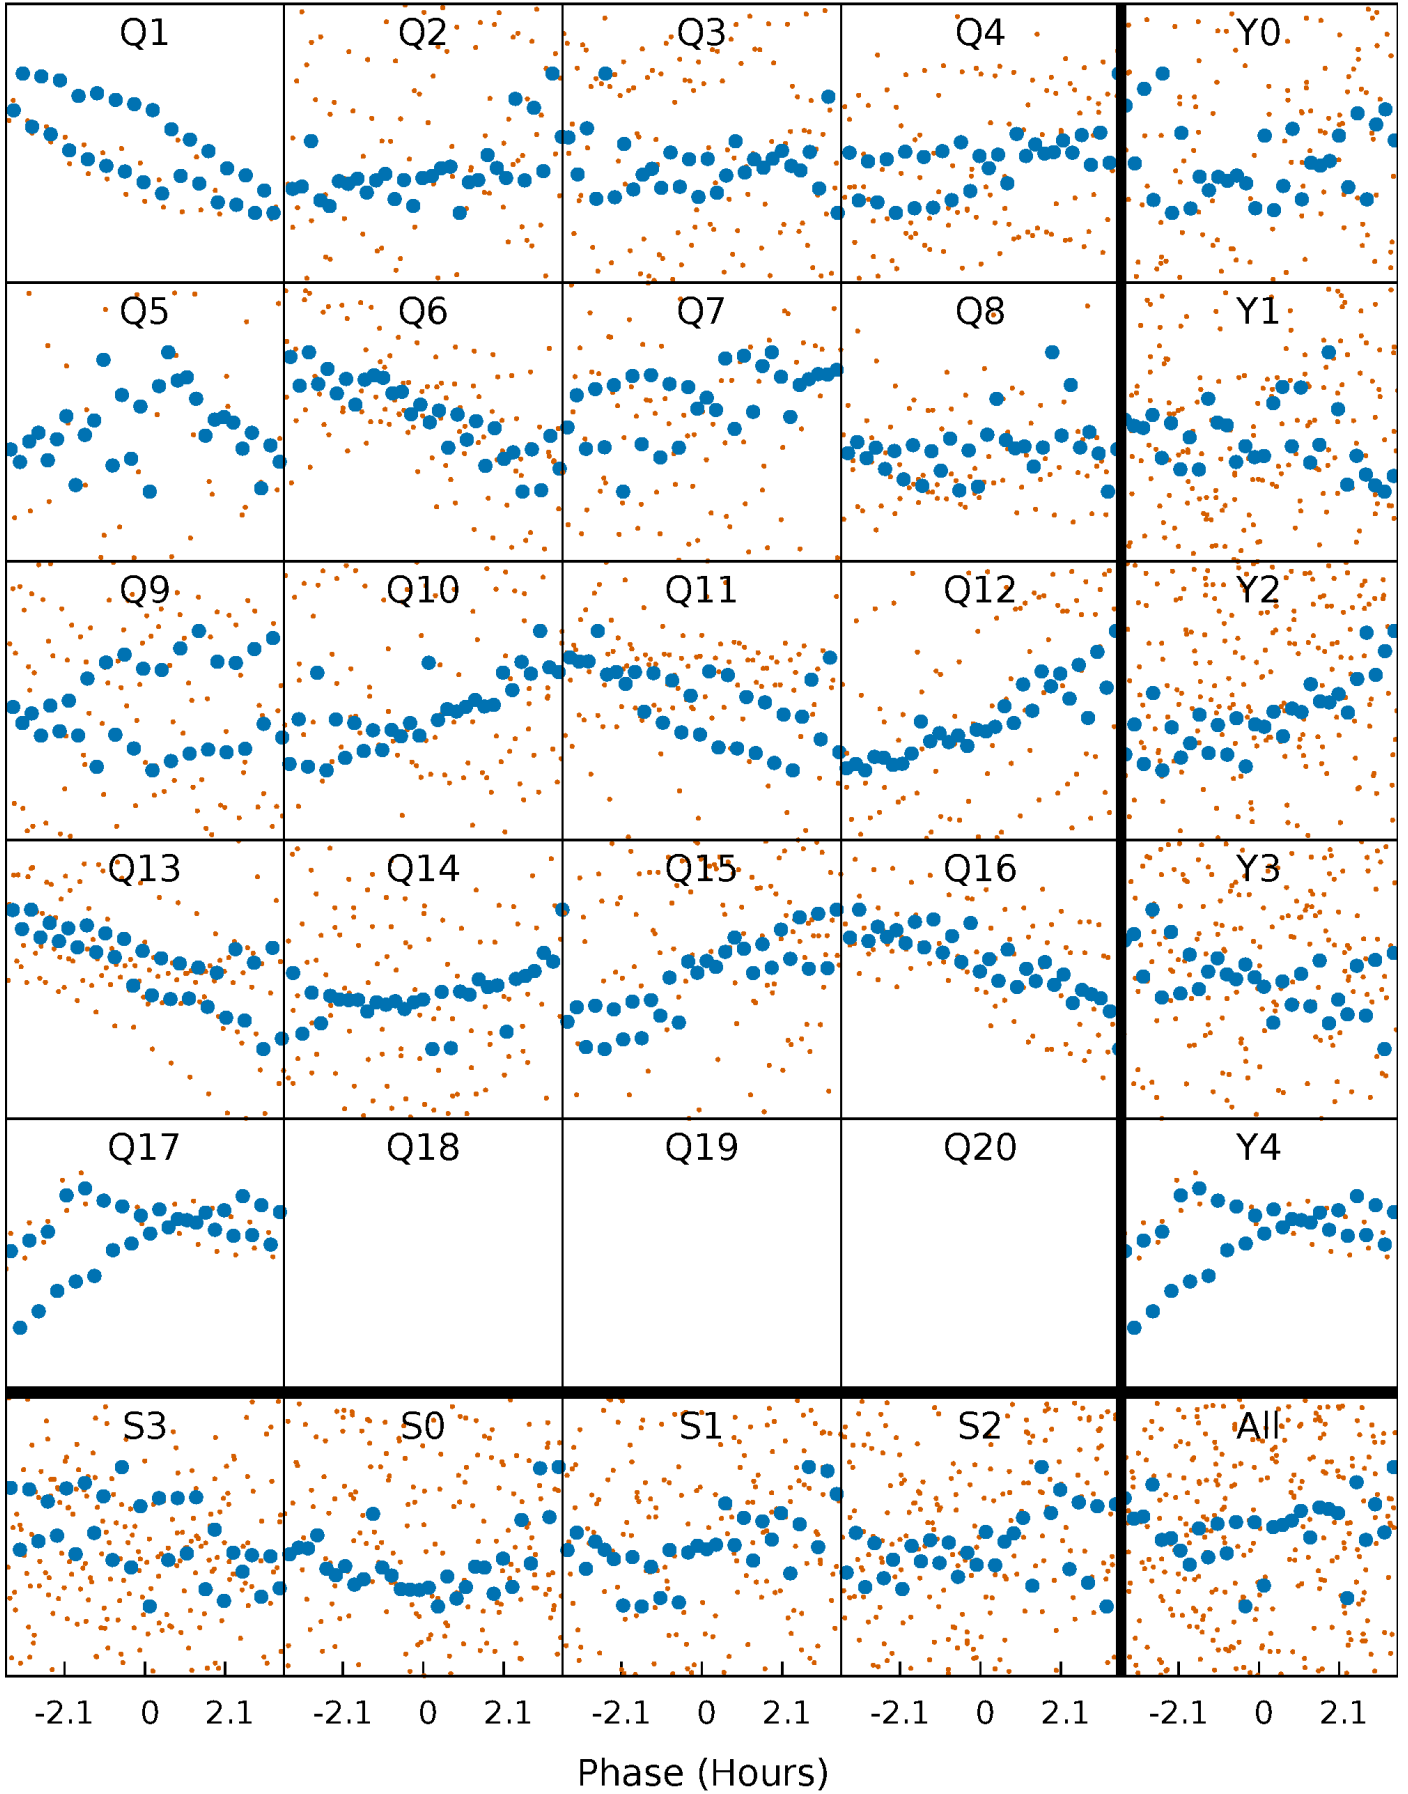 Q1 Q2 Q3 Q4 Y0
Q5 Q6 Q7 Q8 Y1
Q9 Q10 Q11 Q12 Y2
Q13 Q14 Q15 Q16 Y3
Q17 Q18 Q19 Q20 Y4
S3 S0 S1 S2 All
-2.1 0 2.1 -2.1 0 2.1 -2.1 0 2.1 -2.1 0 2.1 -2.1 0 2.1
Phase (Hours)